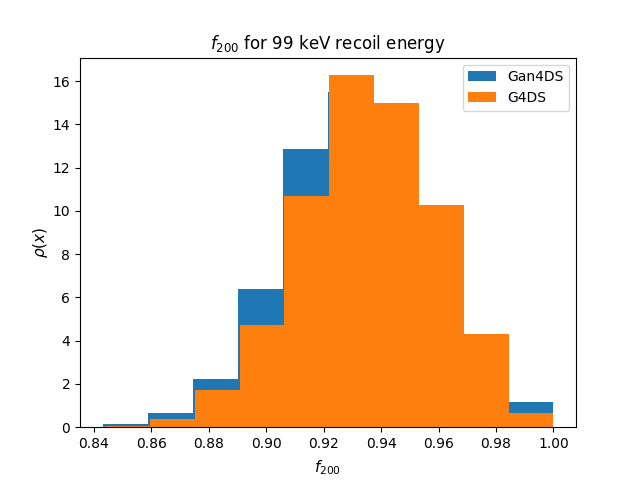 f₂₀₀ for 99 keV recoil energy
Gan4DS
G4DS
ρ(x)
16
14
12
10
8
6
4
2
0
0.84 0.86 0.88 0.90 0.92 0.94 0.96 0.98 1.00
f₂₀₀